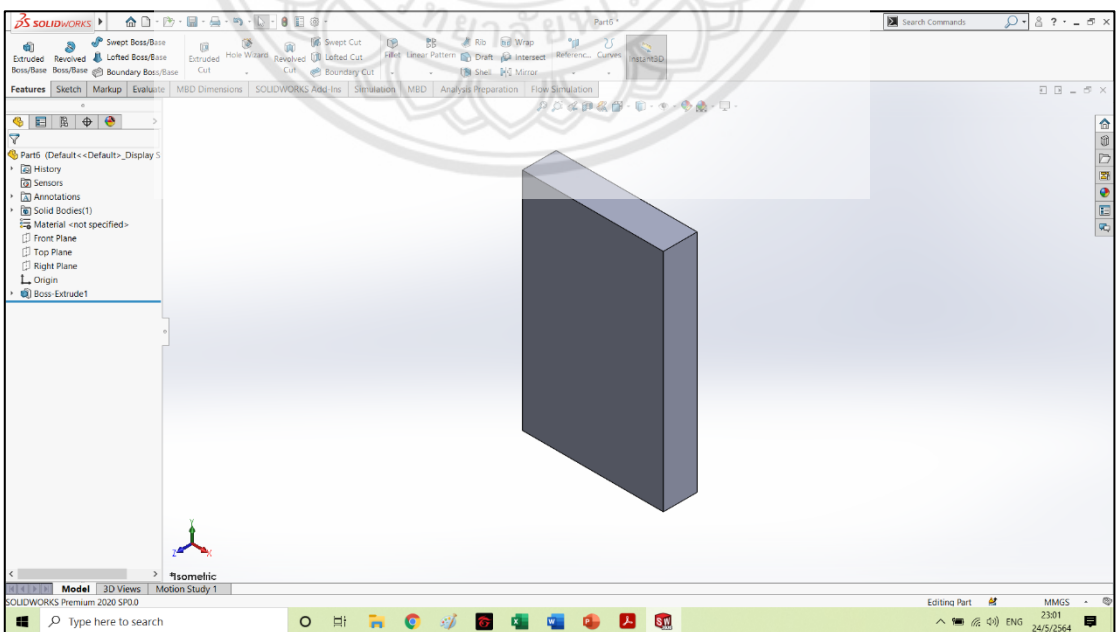 SOLIDWORKS
Part6 *
Search Commands
Extruded Boss/Base
Revolved Boss/Base
Swept Boss/Base
Lofted Boss/Base
Boundary Boss/Base
Extruded Cut
Hole Wizard
Revolved Cut
Swept Cut
Lofted Cut
Boundary Cut
Fillet
Linear Pattern
Rib
Draft
Shell
Wrap
Intersect
Mirror
Referenc...
Curves
Instant3D
Features Sketch Markup Evaluate MBD Dimensions SOLIDWORKS Add-Ins Simulation MBD Analysis Preparation Flow Simulation
Part6 (Default<<Default>_Display S
History
Sensors
Annotations
Solid Bodies(1)
Material <not specified>
Front Plane
Top Plane
Right Plane
Origin
Boss-Extrude1
Y
Z X
*Isometric
Model 3D Views Motion Study 1
SOLIDWORKS Premium 2020 SP0.0
Editing Part MMGS
Type here to search
ENG
23:01
24/5/2564